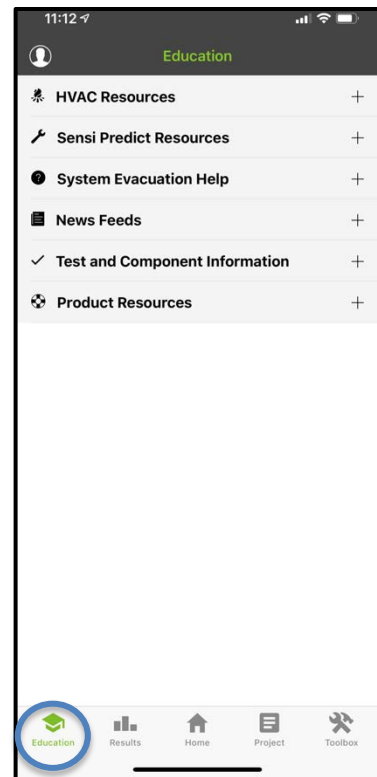 11:12
Education
HVAC Resources +
Sensi Predict Resources +
System Evacuation Help +
News Feeds +
Test and Component Information +
Product Resources +
Education Results Home Project Toolbox